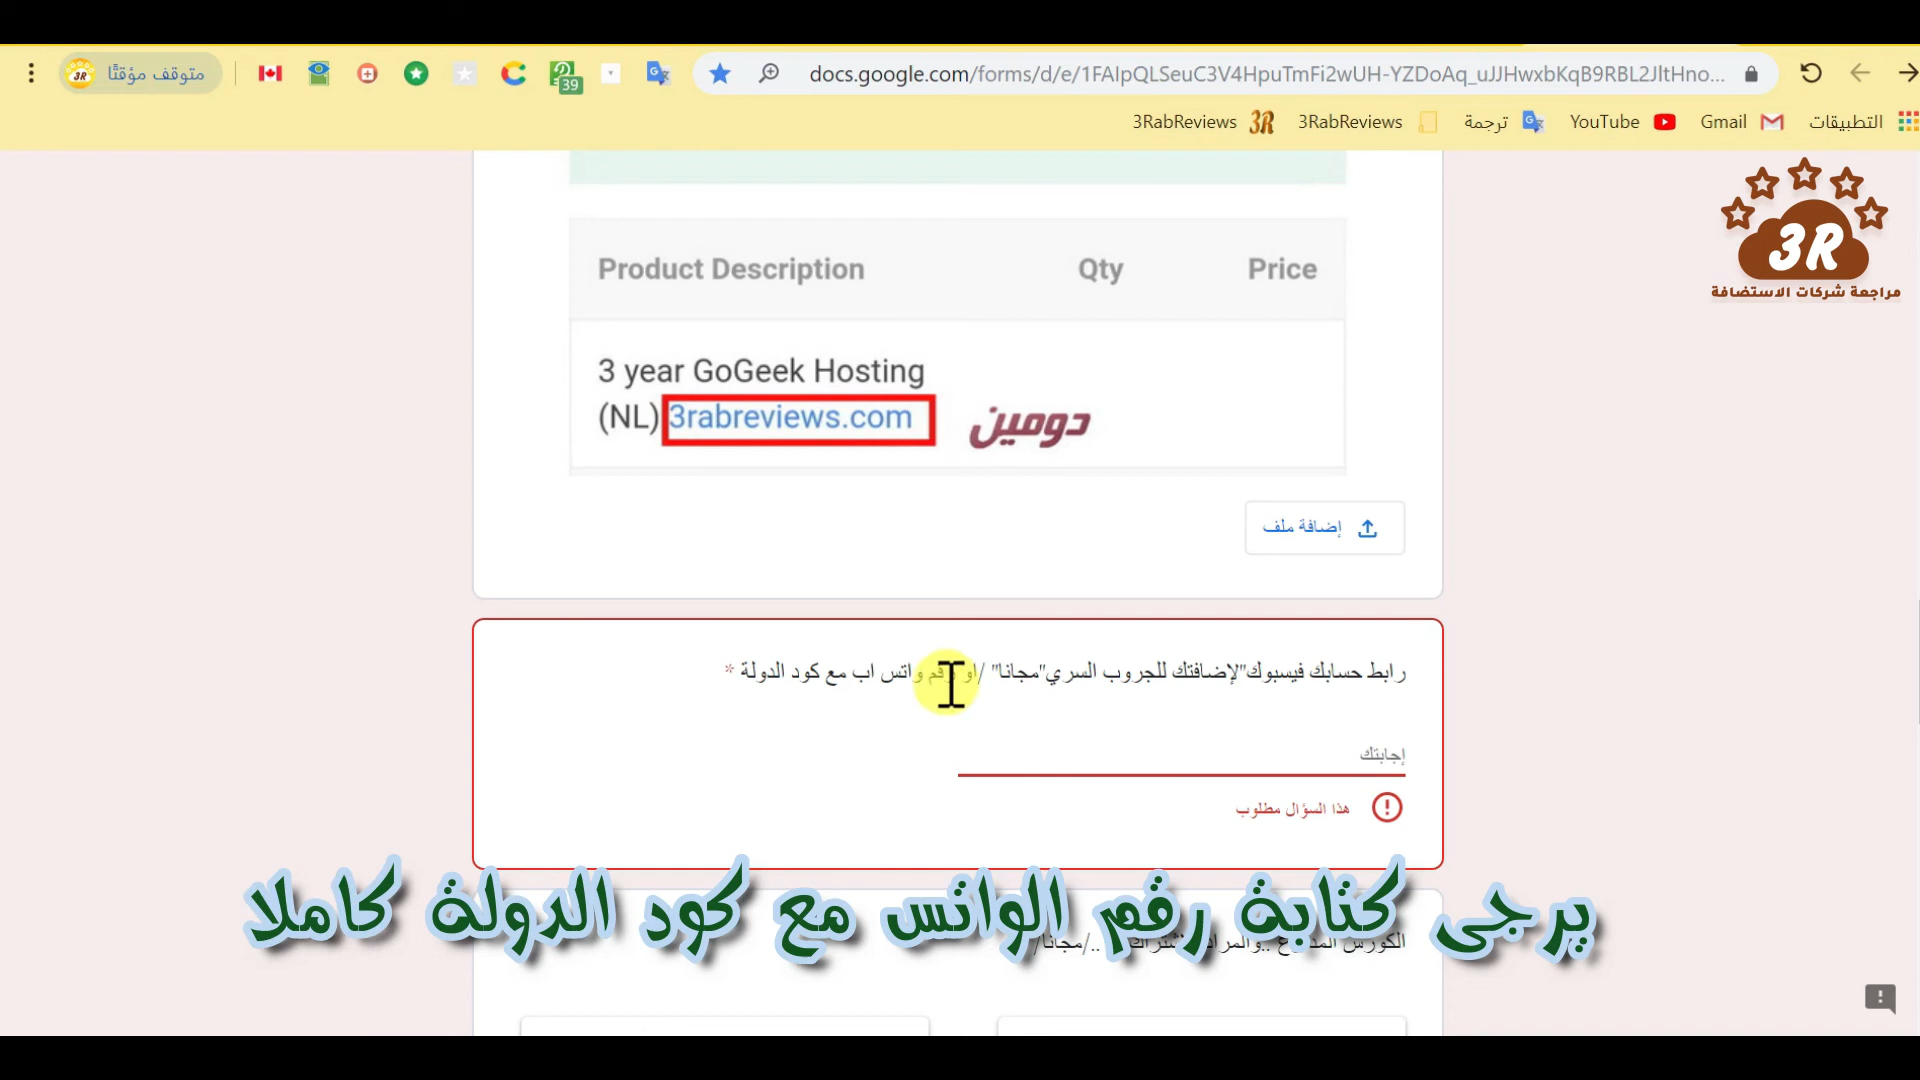 متوقف مؤقتًا
39
docs.google.com/forms/d/e/1FAIpQLSeuC3V4HpuTmFi2wUH-YZDoAq_uJJHwxbKqB9RBL2JltHno...
التطبيقات
Gmail
YouTube
ترجمة
3RabReviews
3RabReviews
3R
مراجعة شركات الاستضافة
Product Description Qty Price
3 year GoGeek Hosting
(NL) 3rabreviews.com
دومين
إضافة ملف
رابط حسابك فيسبوك"لإضافتك للجروب السري"مجانا" /او رقم واتس اب مع كود الدولة *
إجابتك
هذا السؤال مطلوب
يرجى كتابة رقم الواتس مع كود الدولة كاملا